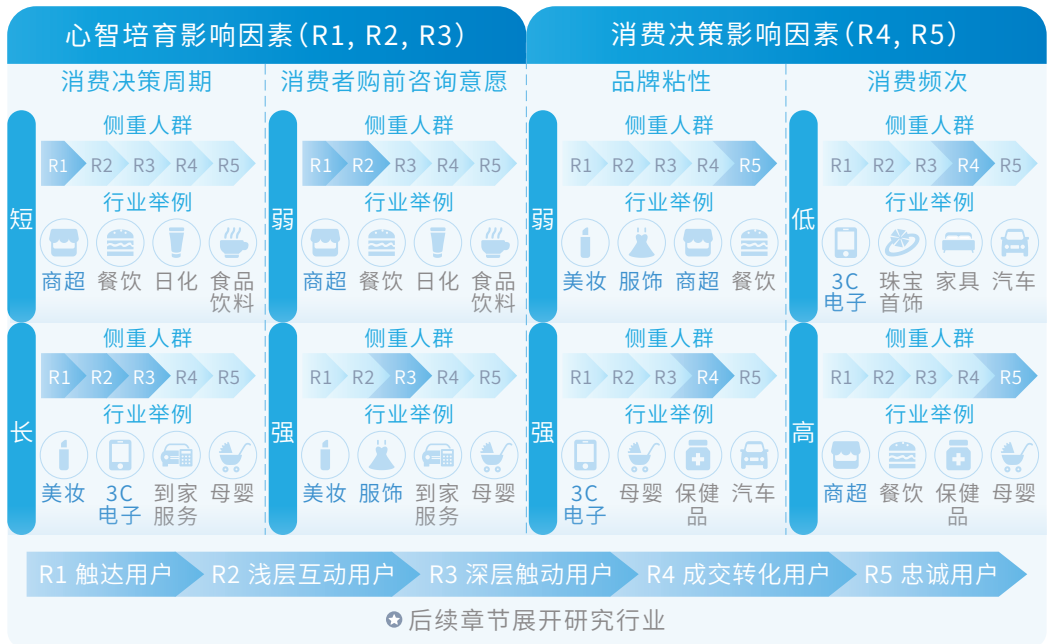 心智培育影响因素（R1, R2, R3）
消费决策影响因素（R4, R5）
消费决策周期
消费者购前咨询意愿
品牌粘性
消费频次
短
侧重人群
R1 R2 R3 R4 R5
行业举例
商超 餐饮 日化 食品
饮料
弱
侧重人群
R1 R2 R3 R4 R5
行业举例
商超 餐饮 日化 食品
饮料
弱
侧重人群
R1 R2 R3 R4 R5
行业举例
美妆 服饰 商超 餐饮
低
侧重人群
R1 R2 R3 R4 R5
行业举例
3C 珠宝 家具 汽车
电子 首饰
长
侧重人群
R1 R2 R3 R4 R5
行业举例
美妆 3C 到家 母婴
电子 服务
强
侧重人群
R1 R2 R3 R4 R5
行业举例
美妆 服饰 到家 母婴
服务
强
侧重人群
R1 R2 R3 R4 R5
行业举例
3C 母婴 保健 汽车
电子 品
高
侧重人群
R1 R2 R3 R4 R5
行业举例
商超 餐饮 保健 母婴
品
R1 触达用户 R2 浅层互动用户 R3 深层触动用户 R4 成交转化用户 R5 忠诚用户
后续章节展开研究行业